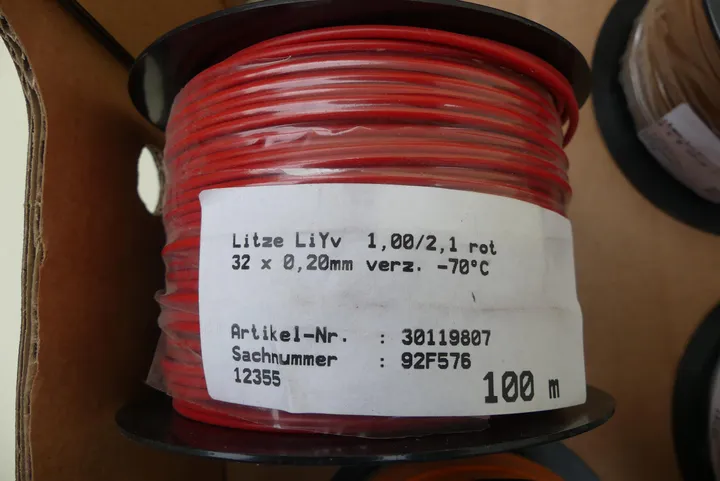 Litze LiYv 1,00/2,1 rot
32 x 0,20mm verz. -70°C
Artikel-Nr. : 30119807
Sachnummer : 92F576
12355 100 m